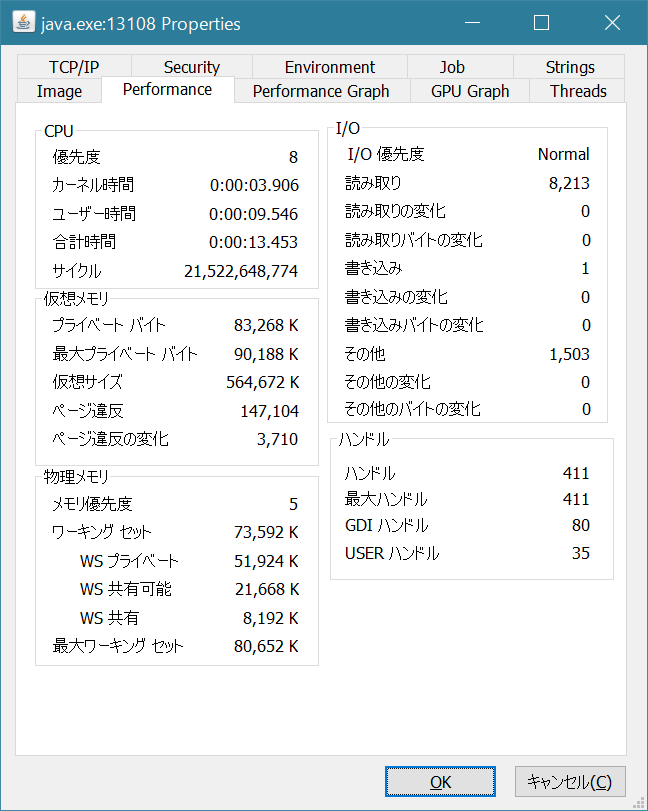 java.exe:13108 Properties
TCP/IP Security Environment Job Strings
Image Performance Performance Graph GPU Graph Threads
CPU
優先度 8
カーネル時間 0:00:03.906
ユーザー時間 0:00:09.546
合計時間 0:00:13.453
サイクル 21,522,648,774
仮想メモリ
プライベート バイト 83,268 K
最大プライベート バイト 90,188 K
仮想サイズ 564,672 K
ページ違反 147,104
ページ違反の変化 3,710
物理メモリ
メモリ優先度 5
ワーキング セット 73,592 K
WS プライベート 51,924 K
WS 共有可能 21,668 K
WS 共有 8,192 K
最大ワーキング セット 80,652 K
I/O
I/O 優先度 Normal
読み取り 8,213
読み取りの変化 0
読み取りバイトの変化 0
書き込み 1
書き込みの変化 0
書き込みバイトの変化 0
その他 1,503
その他の変化 0
その他のバイトの変化 0
ハンドル
ハンドル 411
最大ハンドル 411
GDI ハンドル 80
USER ハンドル 35
OK キャンセル(C)